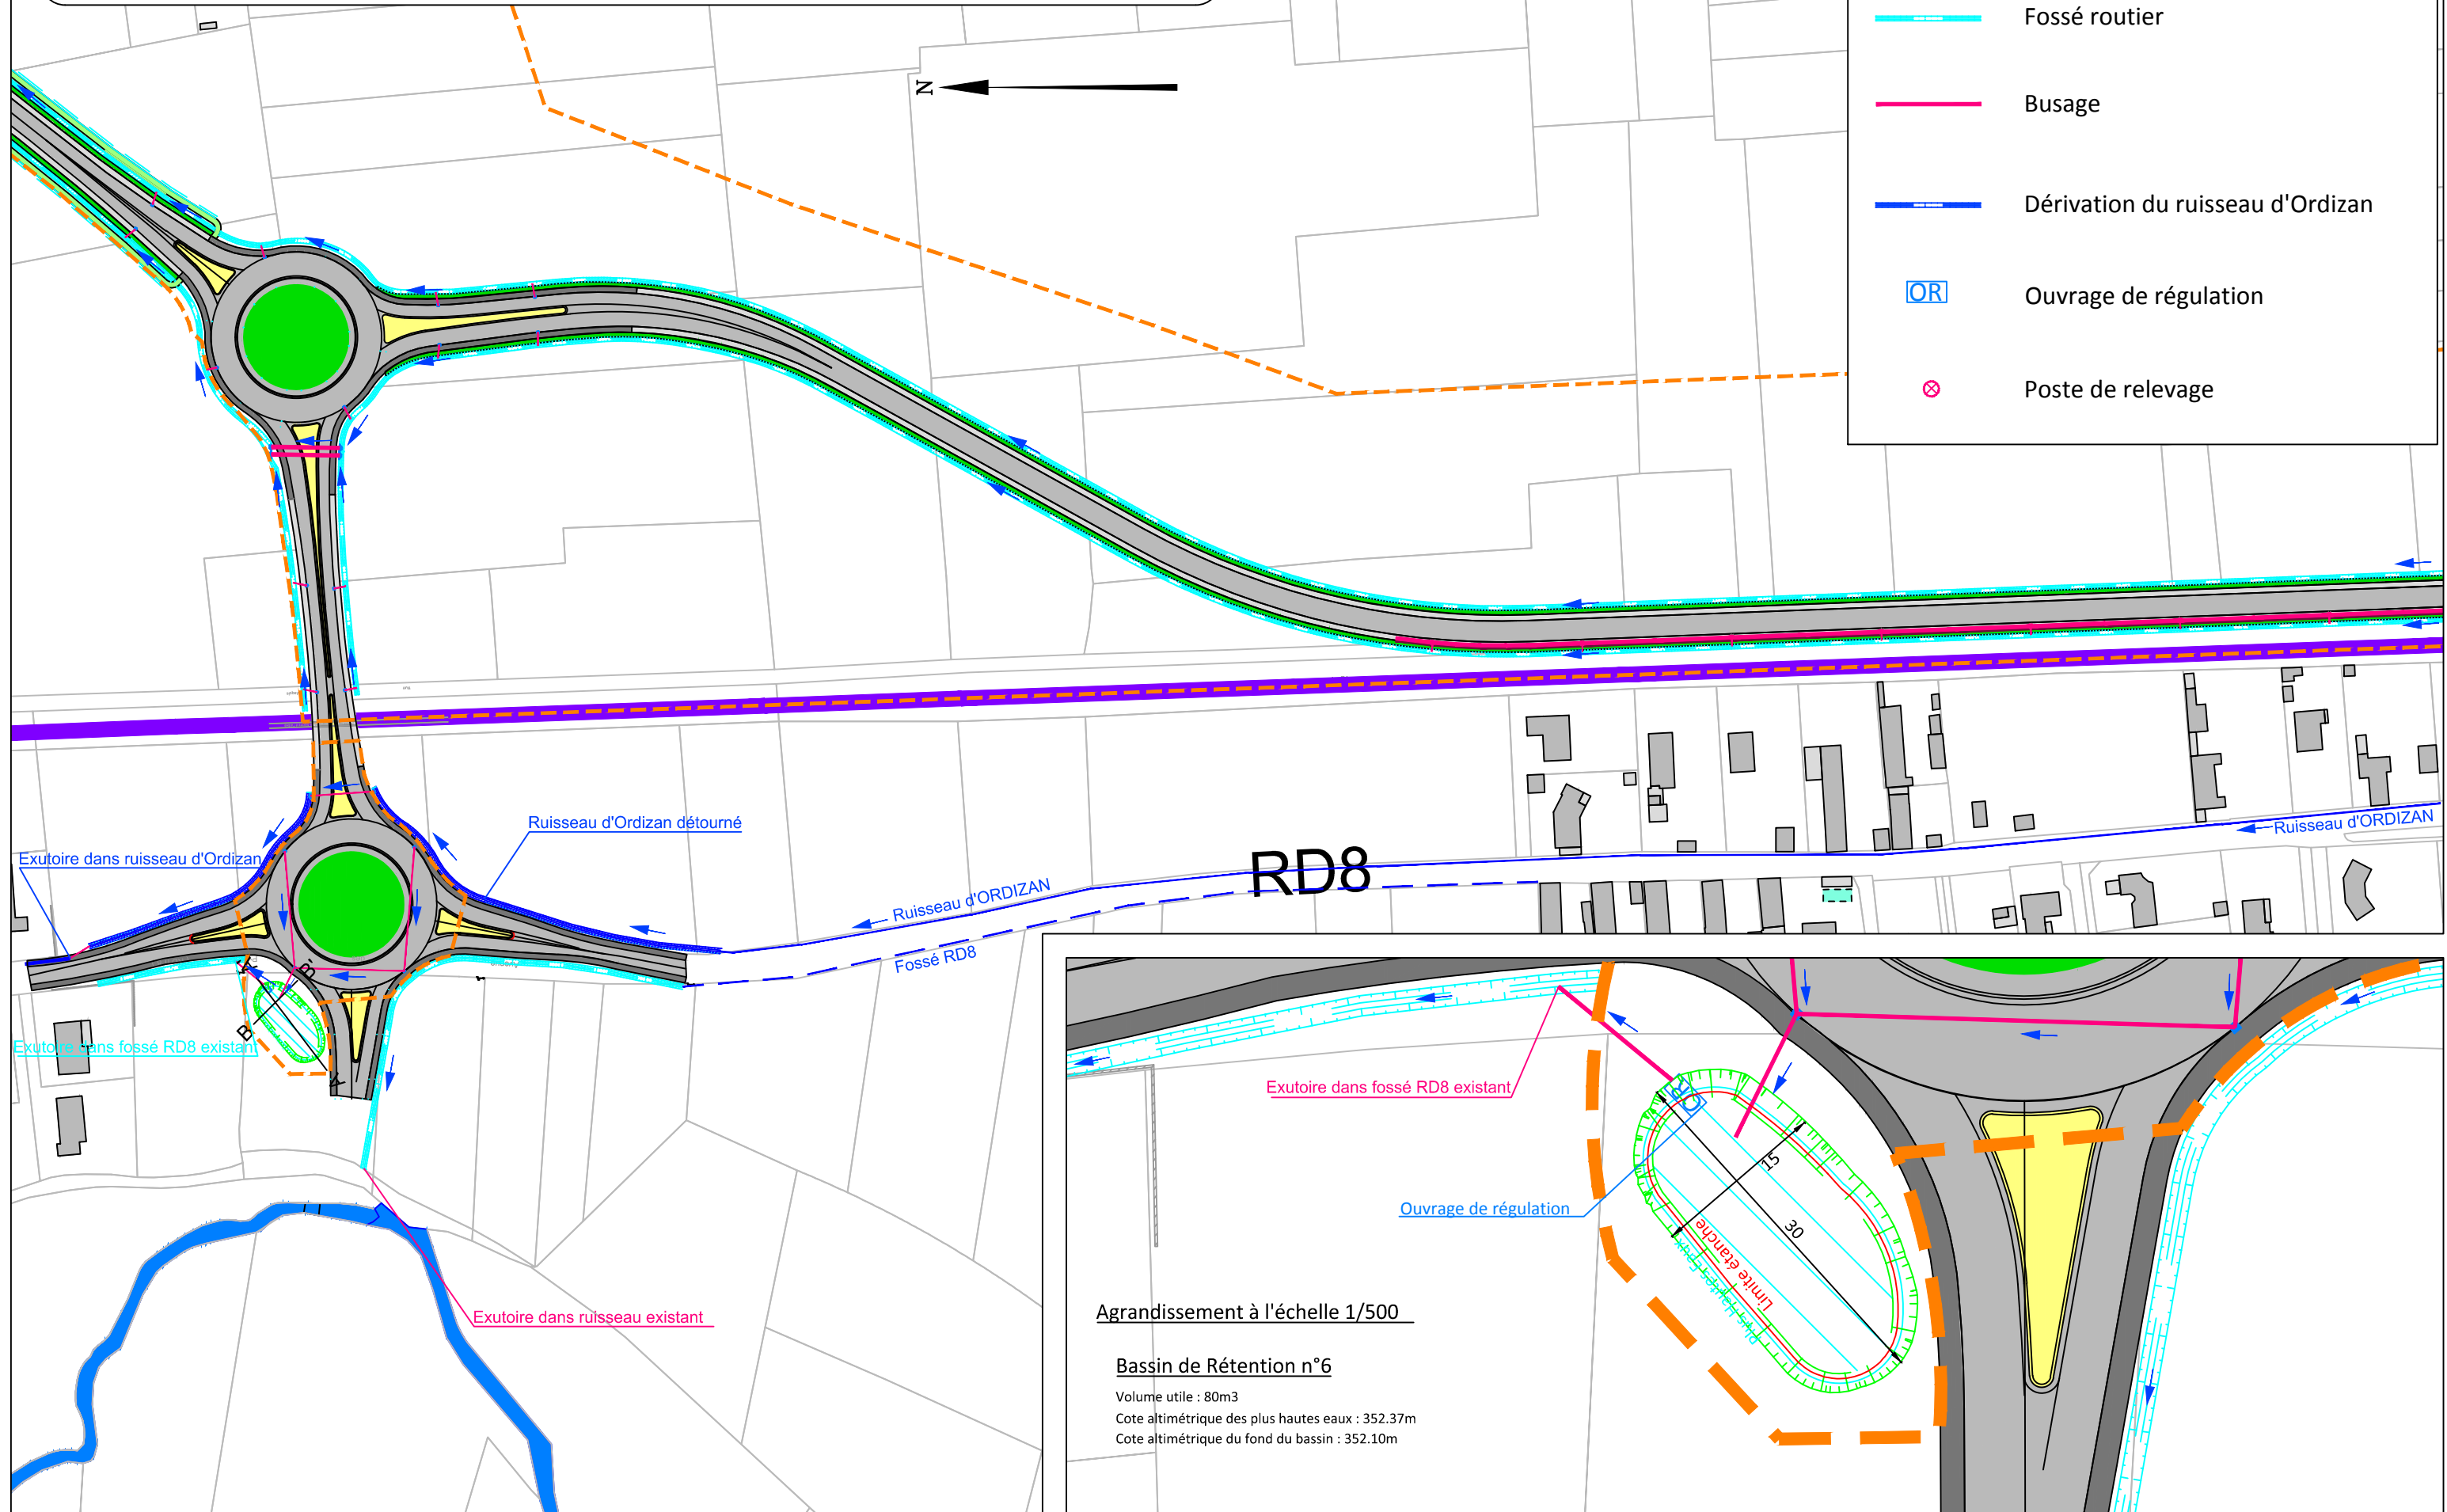 Fossé routier
N
Busage
Dérivation du ruisseau d'Ordizan
OR
Ouvrage de régulation
Poste de relevage
Ruisseau d'Ordizan détourné
Ruisseau d'ORDIZAN
Exutoire dans ruisseau d'Ordizan
RD8
Ruisseau d'ORDIZAN
Fossé RD8
B'
B
Exutoire dans fossé RD8 existant
Exutoire dans fossé RD8 existant
OR
15
Ouvrage de régulation
30
Limite étanche
Plus Hautes Eaux
Exutoire dans ruisseau existant
Agrandissement à l'échelle 1/500
Bassin de Rétention n°6
Volume utile : 80m3
Cote altimétrique des plus hautes eaux : 352.37m
Cote altimétrique du fond du bassin : 352.10m